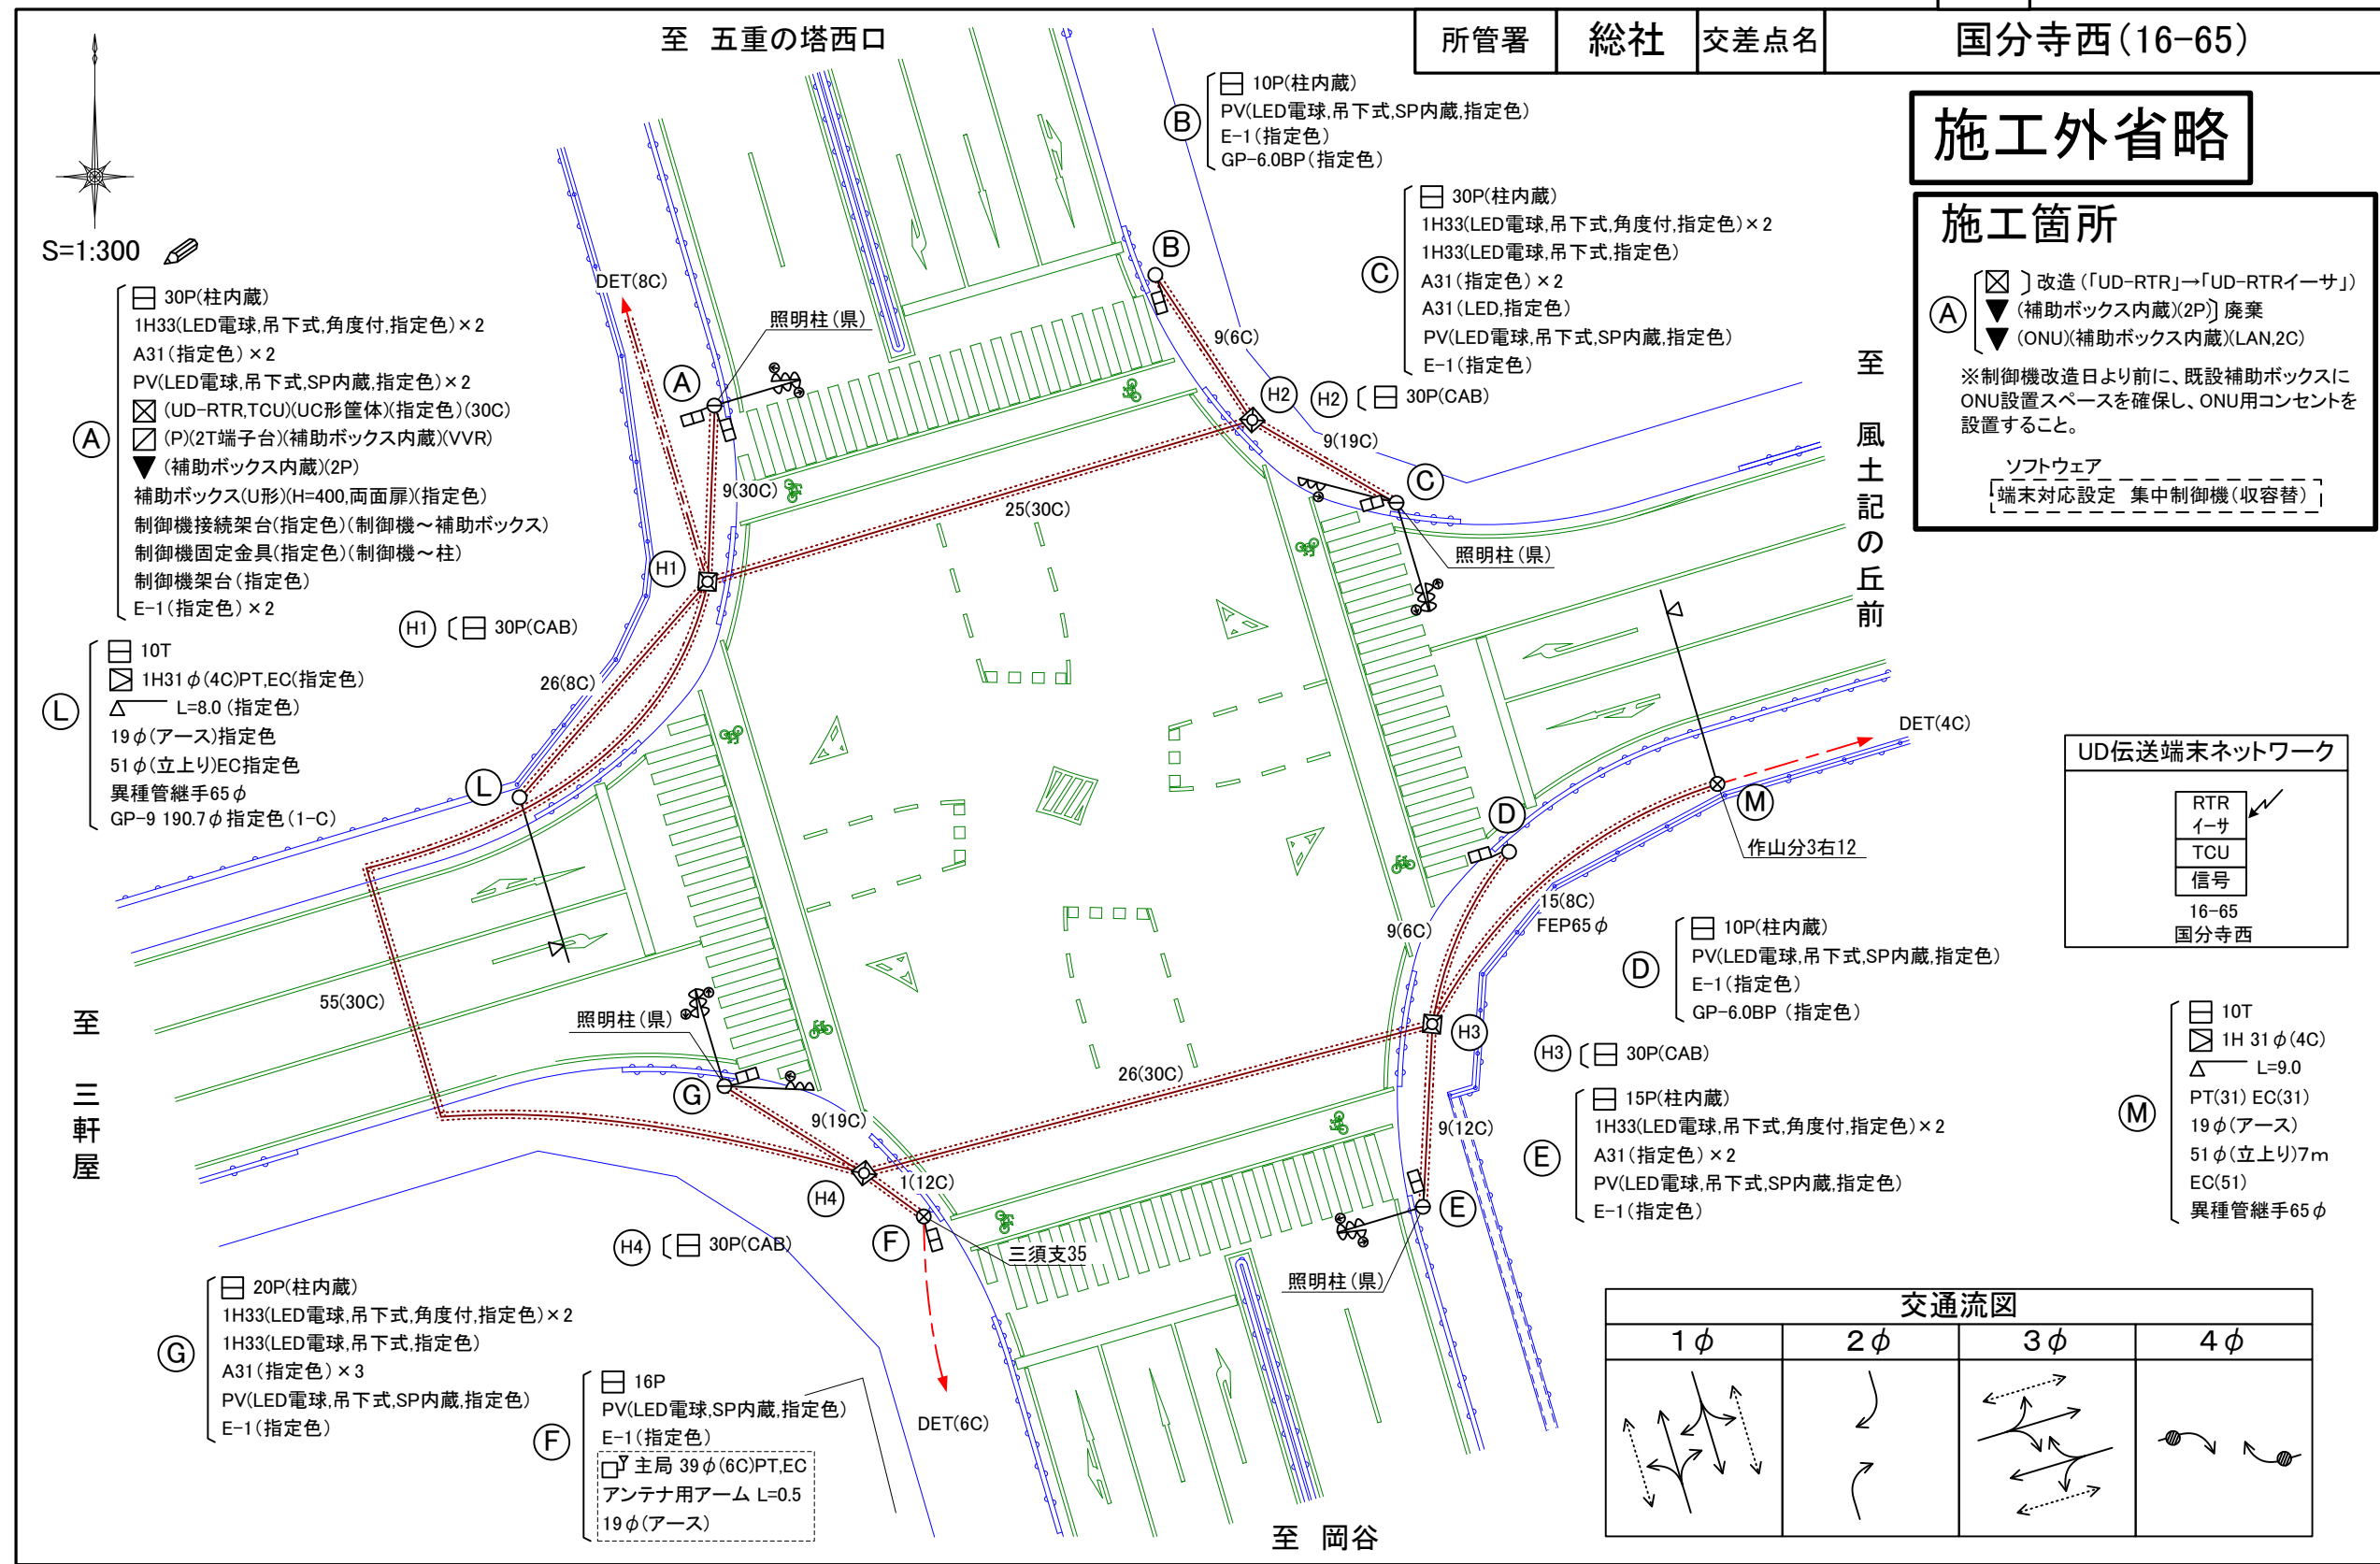 所管署 総社 交差点名 国分寺西(16-65)
至 五重の塔西口
施工外省略
S=1:300
施工箇所
A
改造(「UD-RTR」→「UD-RTRイーサ」)
(補助ボックス内蔵)(2P) 廃棄
(ONU)(補助ボックス内蔵)(LAN,2C)
※制御機改造日より前に、既設補助ボックスに
ONU設置スペースを確保し、ONU用コンセントを
設置すること。
ソフトウェア
端末対応設定 集中制御機(収容替)
B
10P(柱内蔵)
PV(LED電球,吊下式,SP内蔵,指定色)
E-1(指定色)
GP-6.0BP(指定色)
C
30P(柱内蔵)
1H33(LED電球,吊下式,角度付,指定色)×2
1H33(LED電球,吊下式,指定色)
A31(指定色)×2
A31(LED,指定色)
PV(LED電球,吊下式,SP内蔵,指定色)
E-1(指定色)
H2 30P(CAB)
A
30P(柱内蔵)
1H33(LED電球,吊下式,角度付,指定色)×2
A31(指定色)×2
PV(LED電球,吊下式,SP内蔵,指定色)×2
(UD-RTR,TCU)(UC形筐体)(指定色)(30C)
(P)(2T端子台)(補助ボックス内蔵)(VVR)
(補助ボックス内蔵)(2P)
補助ボックス(U形)(H=400,両面扉)(指定色)
制御機接続架台(指定色)(制御機～補助ボックス)
制御機固定金具(指定色)(制御機～柱)
制御機架台(指定色)
E-1(指定色)×2
H1 30P(CAB)
L
10T
1H31φ(4C)PT,EC(指定色)
L=8.0 (指定色)
19φ(アース)指定色
51φ(立上り)EC指定色
異種管継手65φ
GP-9 190.7φ指定色(1-C)
DET(8C)
照明柱(県)
A
B
9(6C)
H2
9(19C)
C
照明柱(県)
9(30C)
25(30C)
H1
26(8C)
L
55(30C)
至 風土記の丘前
DET(4C)
M
作山分3右12
D
15(8C)
FEP65φ
9(6C)
H3
26(30C)
9(12C)
E
照明柱(県)
照明柱(県)
G
9(19C)
H4
1(12C)
F
三須支35
DET(6C)
至 三軒屋
至 岡谷
UD伝送端末ネットワーク
RTR
イーサ
TCU
信号
16-65
国分寺西
D
10P(柱内蔵)
PV(LED電球,吊下式,SP内蔵,指定色)
E-1(指定色)
GP-6.0BP (指定色)
H3 30P(CAB)
E
15P(柱内蔵)
1H33(LED電球,吊下式,角度付,指定色)×2
A31(指定色)×2
PV(LED電球,吊下式,SP内蔵,指定色)
E-1(指定色)
M
10T
1H 31φ(4C)
L=9.0
PT(31) EC(31)
19φ(アース)
51φ(立上り)7m
EC(51)
異種管継手65φ
H4 30P(CAB)
G
20P(柱内蔵)
1H33(LED電球,吊下式,角度付,指定色)×2
1H33(LED電球,吊下式,指定色)
A31(指定色)×3
PV(LED電球,吊下式,SP内蔵,指定色)
E-1(指定色)
F
16P
PV(LED電球,SP内蔵,指定色)
E-1(指定色)
主局 39φ(6C)PT,EC
アンテナ用アーム L=0.5
19φ(アース)
交通流図
1φ 2φ 3φ 4φ